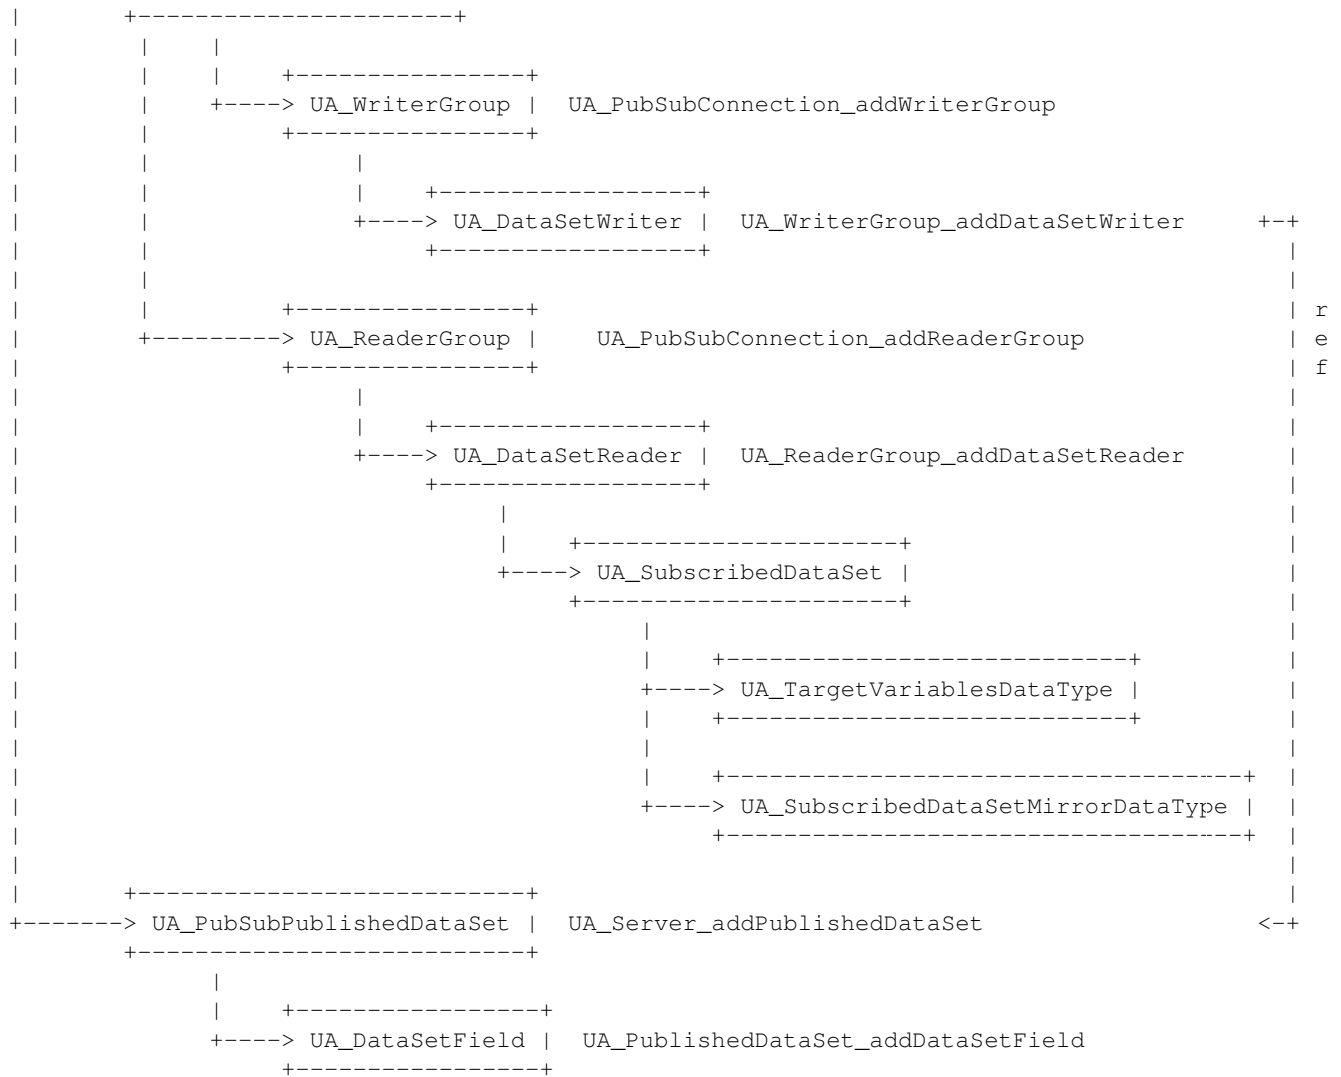 |        +----------------------+
|         |    |
|         |    |    +----------------+
|         |    +----> UA_WriterGroup |  UA_PubSubConnection_addWriterGroup
|         |         +----------------+
|         |              |
|         |              |    +------------------+
|         |              +----> UA_DataSetWriter |  UA_WriterGroup_addDataSetWriter     +-+
|         |                   +------------------+                                        |
|         |                                                                               |
|         |         +----------------+                                                    | r
|         +---------> UA_ReaderGroup |    UA_PubSubConnection_addReaderGroup              | e
|                   +----------------+                                                    | f
|                        |                                                                |
|                        |    +------------------+                                        |
|                        +----> UA_DataSetReader |  UA_ReaderGroup_addDataSetReader       |
|                             +------------------+                                        |
|                                  |                                                      |
|                                  |    +----------------------+                          |
|                                  +----> UA_SubscribedDataSet |                          |
|                                       +----------------------+                          |
|                                            |                                            |
|                                            |    +----------------------------+          |
|                                            +----> UA_TargetVariablesDataType |          |
|                                            |    +----------------------------+          |
|                                            |                                            |
|                                            |    +------------------------------------+  |
|                                            +----> UA_SubscribedDataSetMirrorDataType |  |
|                                                 +------------------------------------+  |
|                                                                                         |
|        +---------------------------+                                                    |
+-------> UA_PubSubPublishedDataSet |  UA_Server_addPublishedDataSet                   <-+
         +---------------------------+
              |
              |    +-----------------+
              +----> UA_DataSetField |  UA_PublishedDataSet_addDataSetField
                   +-----------------+